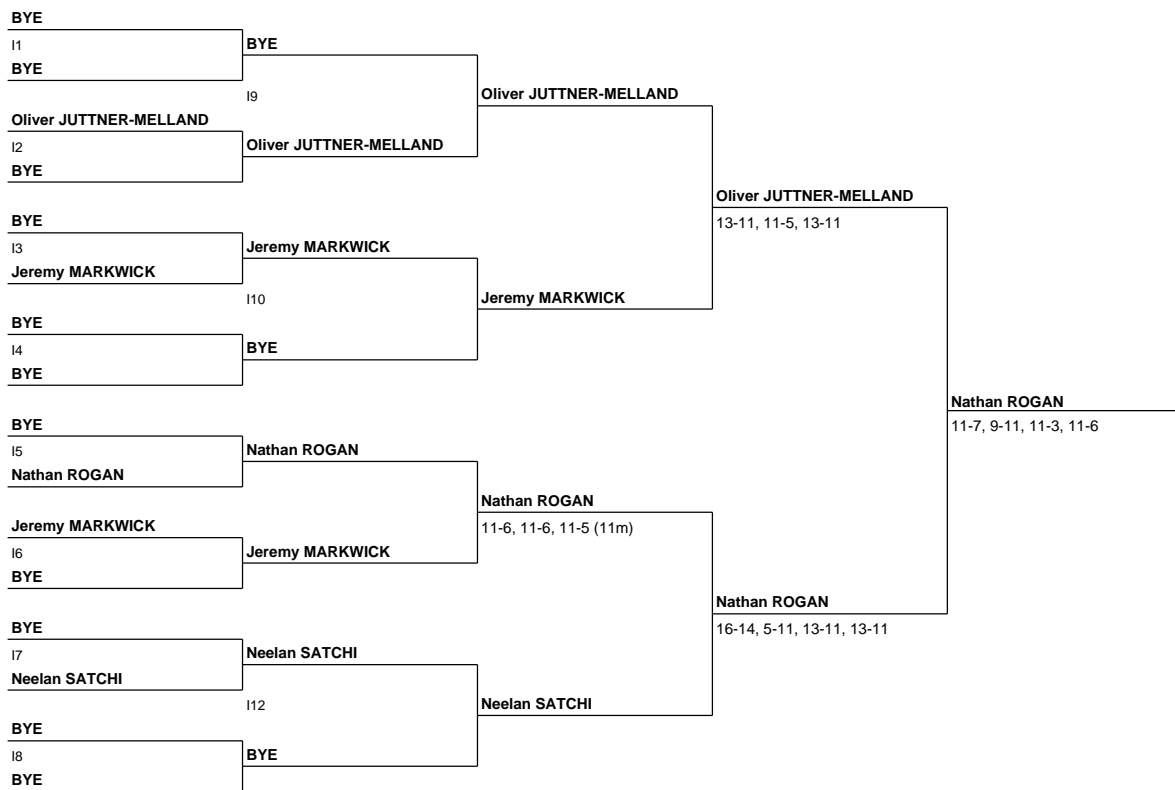 BYE
I1
BYE
BYE
I9
Oliver JUTTNER-MELLAND
Oliver JUTTNER-MELLAND
I2
Oliver JUTTNER-MELLAND
BYE
Oliver JUTTNER-MELLAND
13-11, 11-5, 13-11
BYE
I3
Jeremy MARKWICK
Jeremy MARKWICK
I10
Jeremy MARKWICK
BYE
I4
BYE
BYE
Nathan ROGAN
11-7, 9-11, 11-3, 11-6
BYE
I5
Nathan ROGAN
Nathan ROGAN
Nathan ROGAN
11-6, 11-6, 11-5 (11m)
Jeremy MARKWICK
I6
Jeremy MARKWICK
BYE
Nathan ROGAN
16-14, 5-11, 13-11, 13-11
BYE
I7
Neelan SATCHI
Neelan SATCHI
I12
Neelan SATCHI
BYE
I8
BYE
BYE